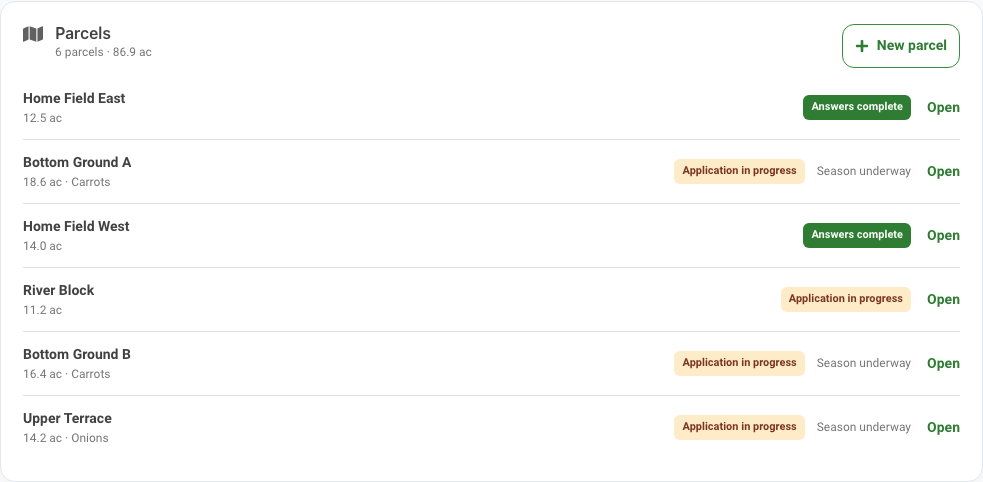 Parcels
6 parcels · 86.9 ac
New parcel
Home Field East
12.5 ac
Answers complete
Open
Bottom Ground A
18.6 ac · Carrots
Application in progress
Season underway
Open
Home Field West
14.0 ac
Answers complete
Open
River Block
11.2 ac
Application in progress
Open
Bottom Ground B
16.4 ac · Carrots
Application in progress
Season underway
Open
Upper Terrace
14.2 ac · Onions
Application in progress
Season underway
Open